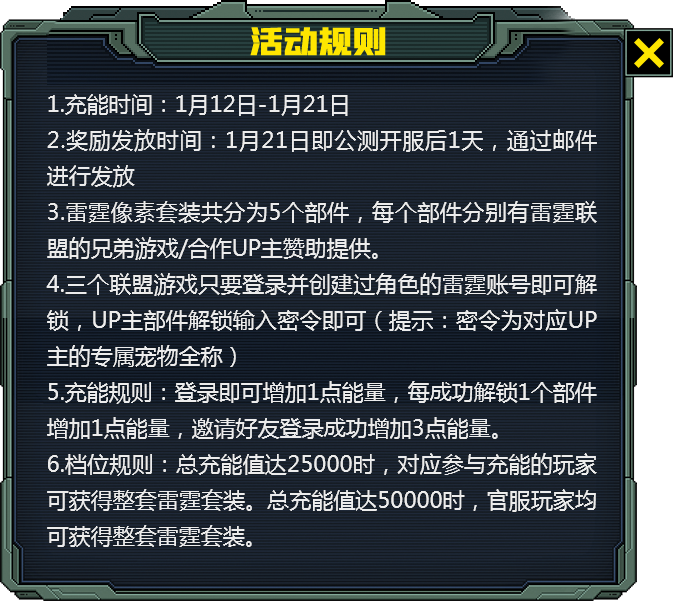 活动规则
1.充能时间：1月12日-1月21日
2.奖励发放时间：1月21日即公测开服后1天，通过邮件
进行发放
3.雷霆像素套装共分为5个部件，每个部件分别有雷霆联
盟的兄弟游戏/合作UP主赞助提供。
4.三个联盟游戏只要登录并创建过角色的雷霆账号即可解
锁，UP主部件解锁输入密令即可（提示：密令为对应UP
主的专属宠物全称）
5.充能规则：登录即可增加1点能量，每成功解锁1个部件
增加1点能量，邀请好友登录成功增加3点能量。
6.档位规则：总充能值达25000时，对应参与充能的玩家
可获得整套雷霆套装。总充能值达50000时，官服玩家均
可获得整套雷霆套装。